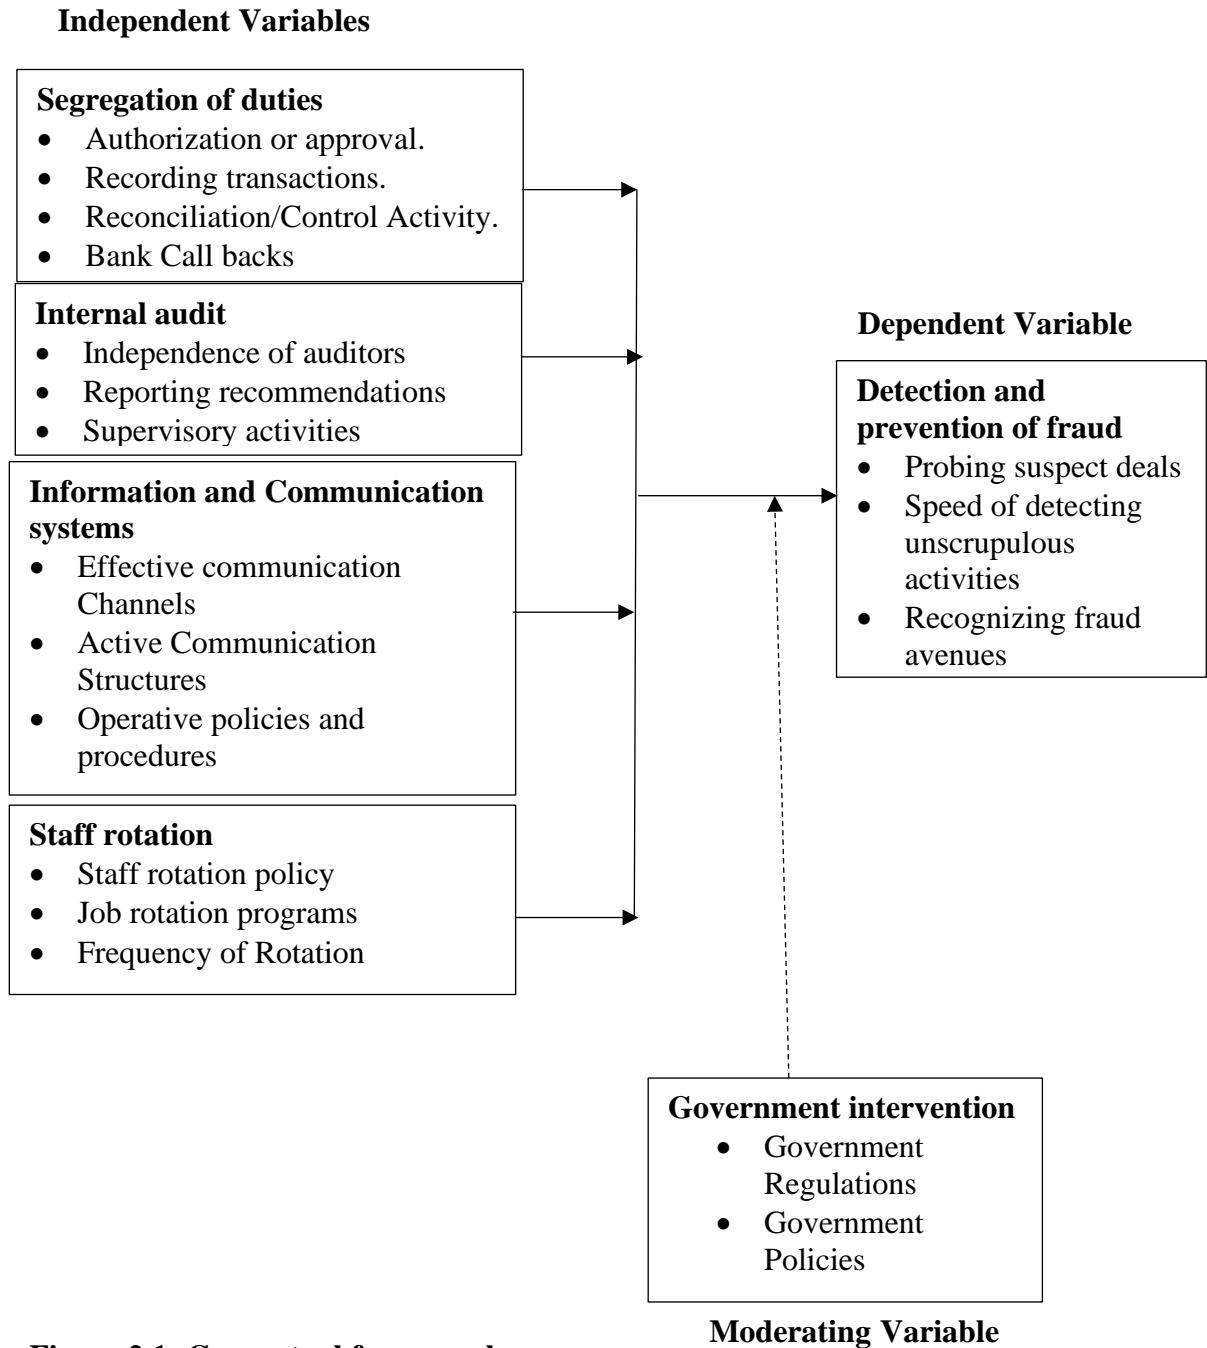 Independent Variables
Segregation of duties
• Authorization or approval.
• Recording transactions.
• Reconciliation/Control Activity.
• Bank Call backs
Internal audit
• Independence of auditors
• Reporting recommendations
• Supervisory activities
Information and Communication
systems
• Effective communication
Channels
• Active Communication
Structures
• Operative policies and
procedures
Staff rotation
• Staff rotation policy
• Job rotation programs
• Frequency of Rotation
Dependent Variable
Detection and
prevention of fraud
• Probing suspect deals
• Speed of detecting
unscrupulous
activities
• Recognizing fraud
avenues
Government intervention
• Government
Regulations
• Government
Policies
Moderating Variable